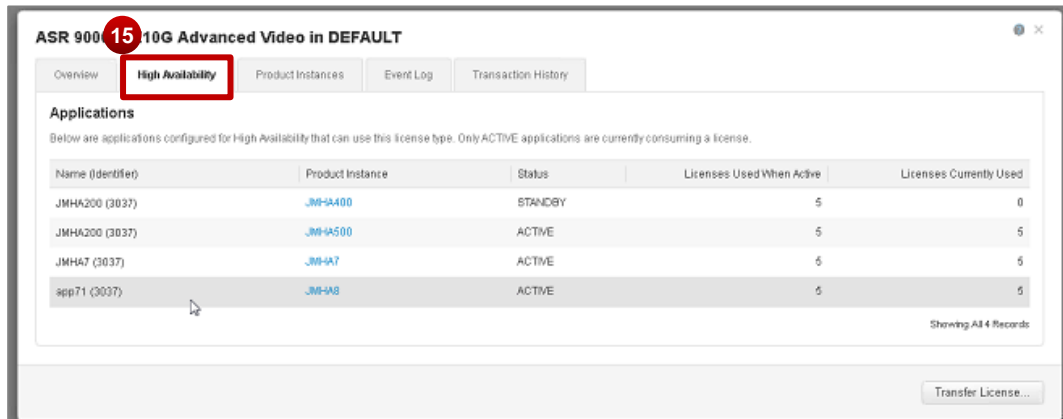 ASR 900 15 10G Advanced Video in DEFAULT
Overview High Availability Product Instances Event Log Transaction History
Applications
Below are applications configured for High Availability that can use this license type. Only ACTIVE applications are currently consuming a license.
Name (Identifier) Product Instance Status Licenses Used When Active Licenses Currently Used
JMHA200 (3037) JMHA400 STANDBY 5 0
JMHA200 (3037) JMHA500 ACTIVE 5 5
JMHA7 (3037) JMHA7 ACTIVE 5 5
app71 (3037) JMHA8 ACTIVE 5 5
Showing All 4 Records
Transfer License...